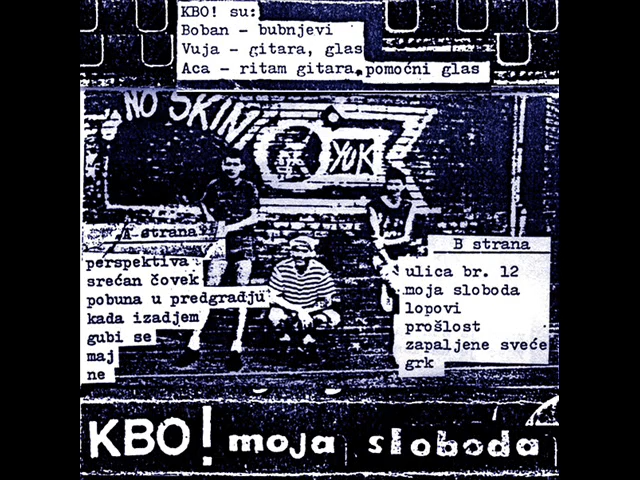 KBO! su:
Boban - bubnjevi
Vuja - gitara, glas
Aca - ritam gitara, pomoćni glas
NO SKIN
YUK
A strana
perspektiva
srećan čovek
pobuna u predgradju
kada izadjem
gubi se
maj
ne
B strana
ulica br. 12
moja sloboda
lopovi
prošlost
zapaljene sveće
grk
KBO! moja sloboda